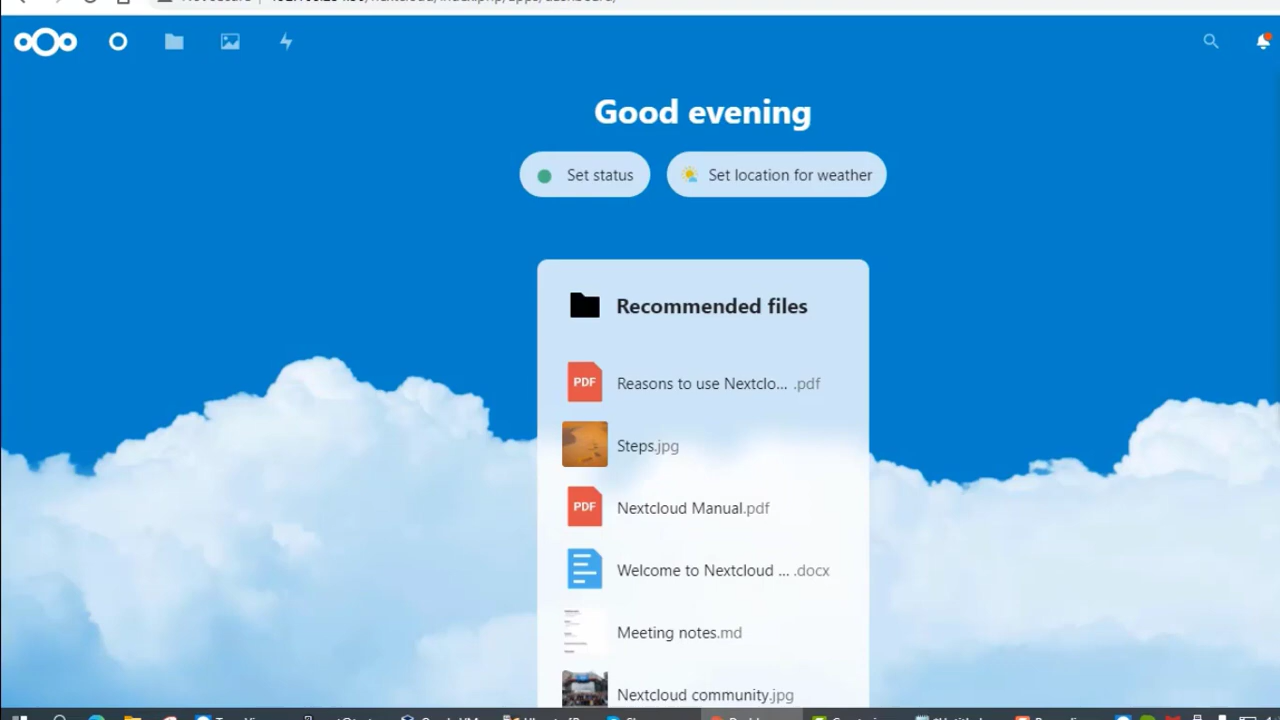 Good evening
Set status
Set location for weather
Recommended files
PDF
Reasons to use Nextclo... .pdf
Steps.jpg
PDF
Nextcloud Manual.pdf
Welcome to Nextcloud ... .docx
Meeting notes.md
Nextcloud community.jpg